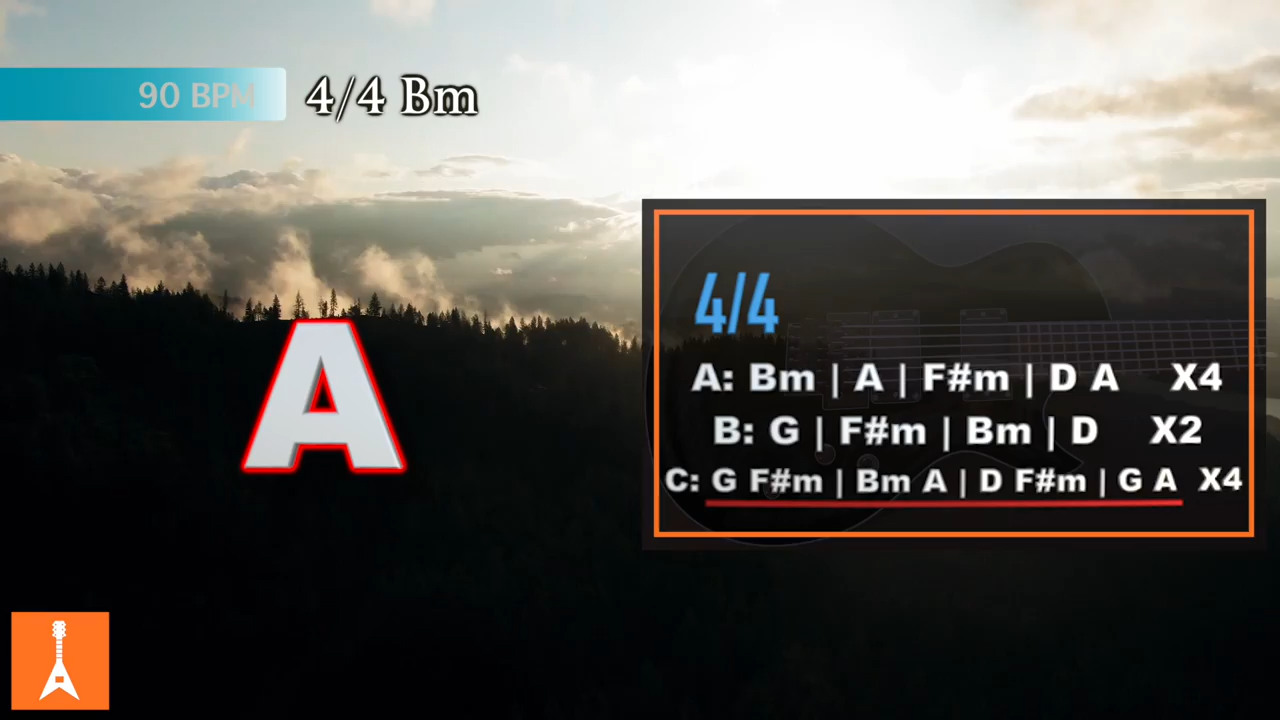 90 BPM 4/4 Bm
4/4
A: Bm | A | F#m | D A X4
B: G | F#m | Bm | D X2
C: G F#m | Bm A | D F#m | G A X4
A